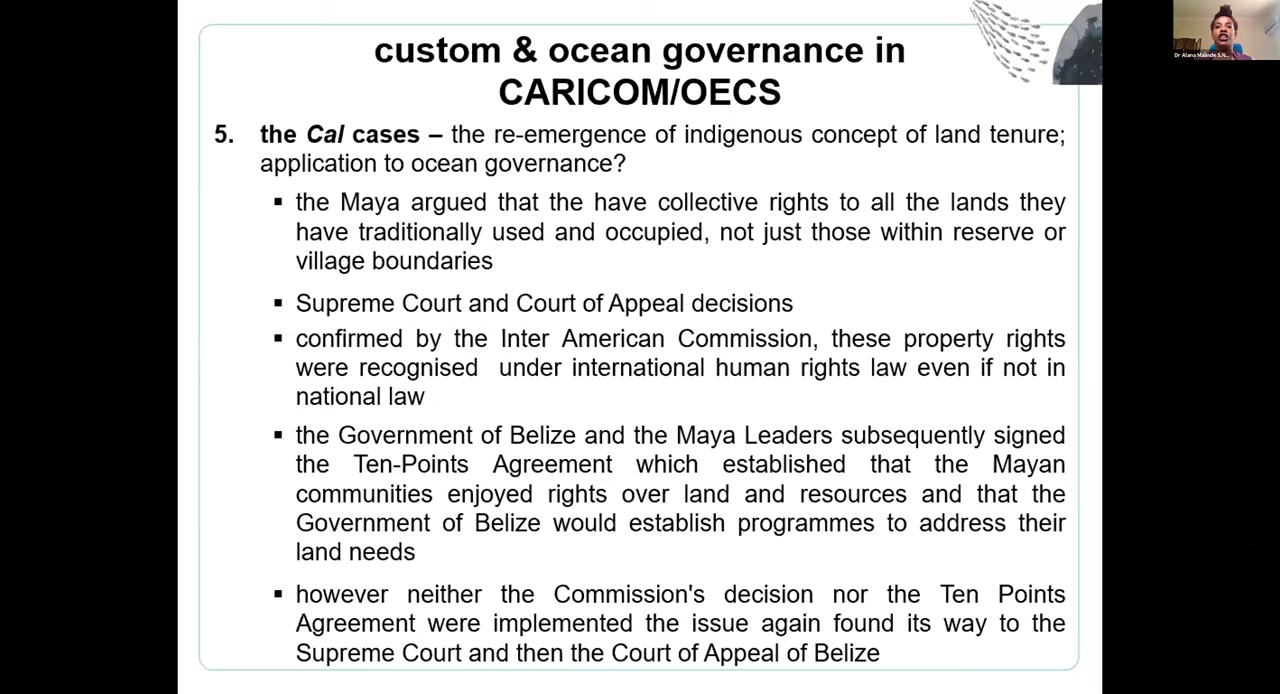 custom & ocean governance in
CARICOM/OECS
5. the Cal cases – the re-emergence of indigenous concept of land tenure;
application to ocean governance?
▪ the Maya argued that the have collective rights to all the lands they
have traditionally used and occupied, not just those within reserve or
village boundaries
▪ Supreme Court and Court of Appeal decisions
▪ confirmed by the Inter American Commission, these property rights
were recognised under international human rights law even if not in
national law
▪ the Government of Belize and the Maya Leaders subsequently signed
the Ten-Points Agreement which established that the Mayan
communities enjoyed rights over land and resources and that the
Government of Belize would establish programmes to address their
land needs
▪ however neither the Commission's decision nor the Ten Points
Agreement were implemented the issue again found its way to the
Supreme Court and then the Court of Appeal of Belize
Dr Alana Malinde S.N...